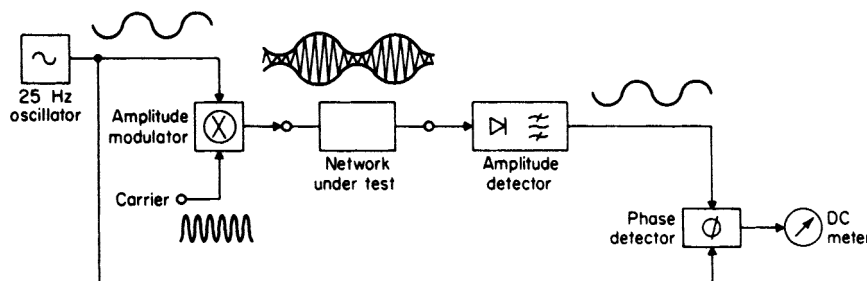 25 Hz
oscillator
Amplitude
modulator
Carrier
Network
under test
Amplitude
detector
Phase
detector
ϕ
DC
meter